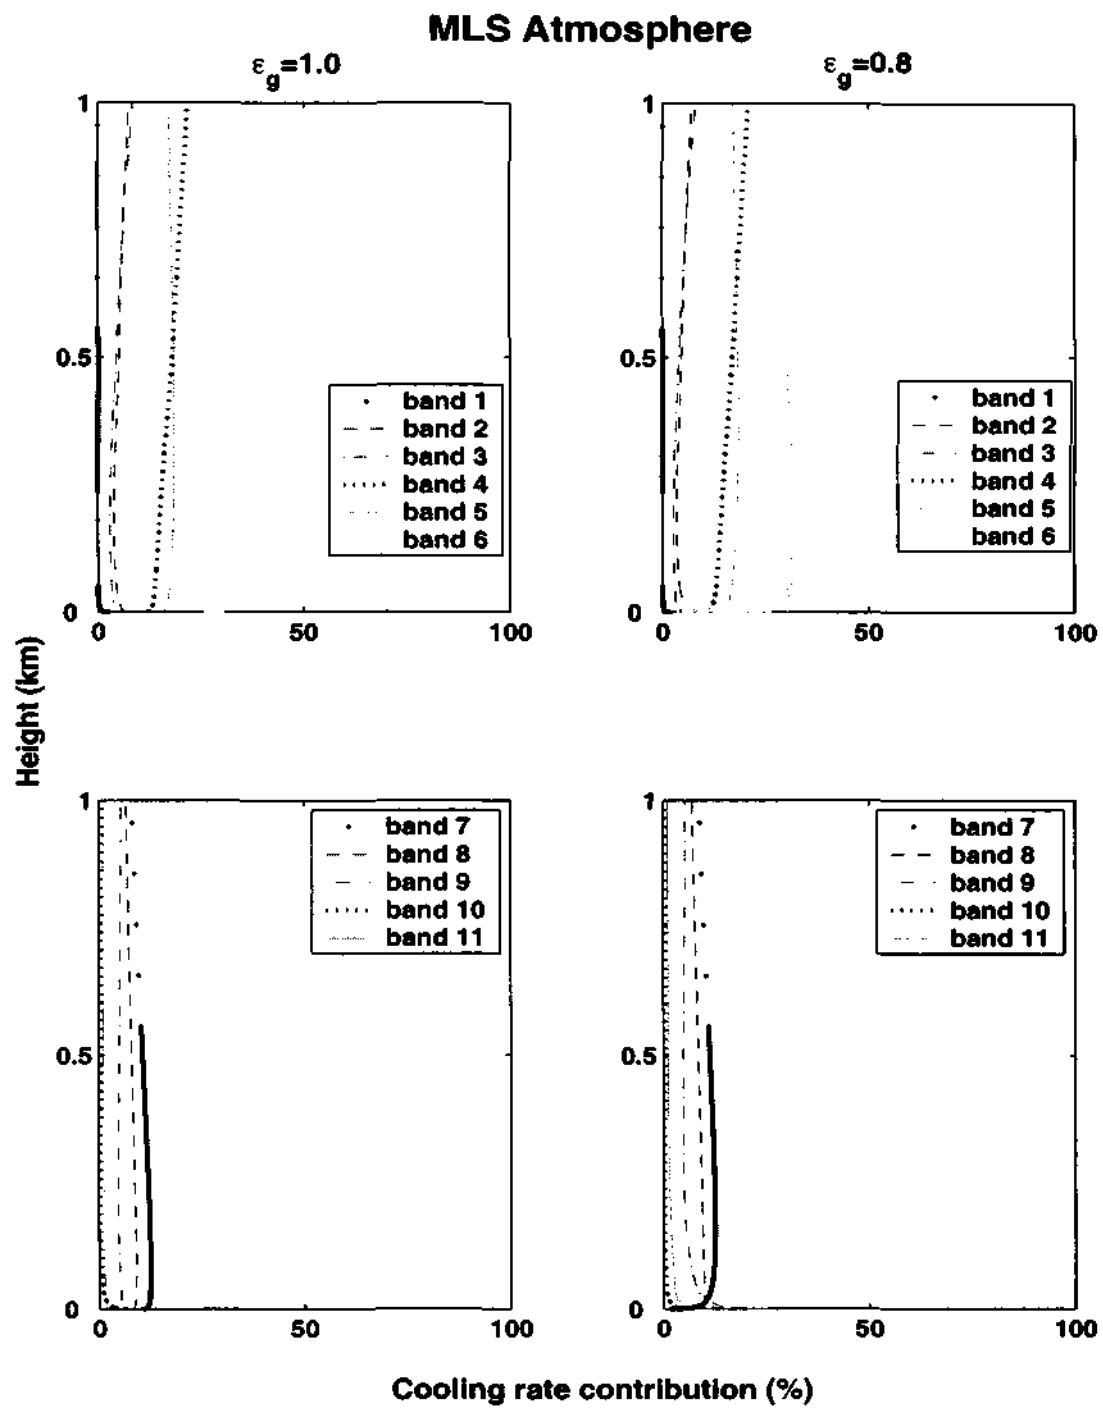 MLS Atmosphere
εg=1.0
εg=0.8
1
0.5
0
0
50
100
band 1
band 2
band 3
band 4
band 5
band 6
1
0.5
0
0
50
100
band 1
band 2
band 3
band 4
band 5
band 6
Height (km)
1
0.5
0
0
50
100
band 7
band 8
band 9
band 10
band 11
1
0.5
0
0
50
100
band 7
band 8
band 9
band 10
band 11
Cooling rate contribution (%)